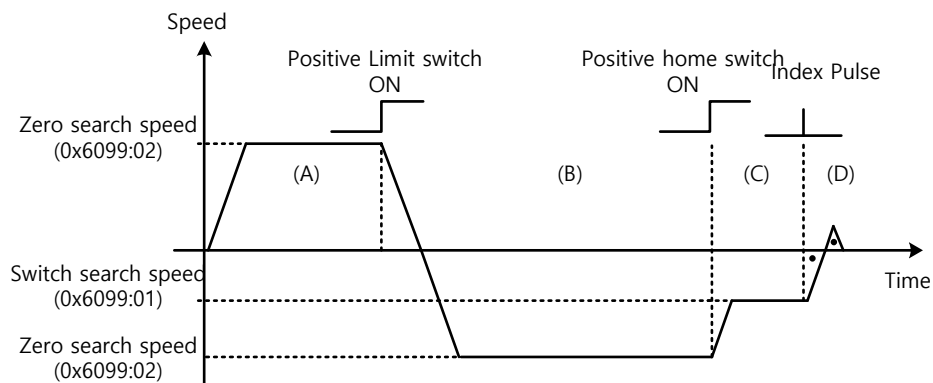 Speed
Positive Limit switch
ON
Positive home switch
ON
Index Pulse
Zero search speed
(0x6099:02)
(A)
(B)
(C)
(D)
Switch search speed
(0x6099:01)
Time
Zero search speed
(0x6099:02)